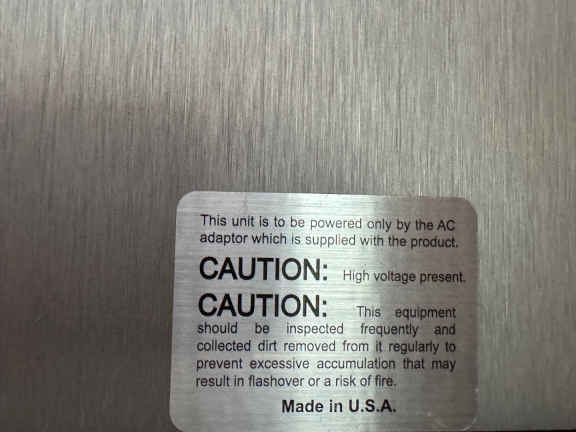 This unit is to be powered only by the AC
adaptor which is supplied with the product.
CAUTION: High voltage present.
CAUTION: This equipment
should be inspected frequently and
collected dirt removed from it regularly to
prevent excessive accumulation that may
result in flashover or a risk of fire.
Made in U.S.A.